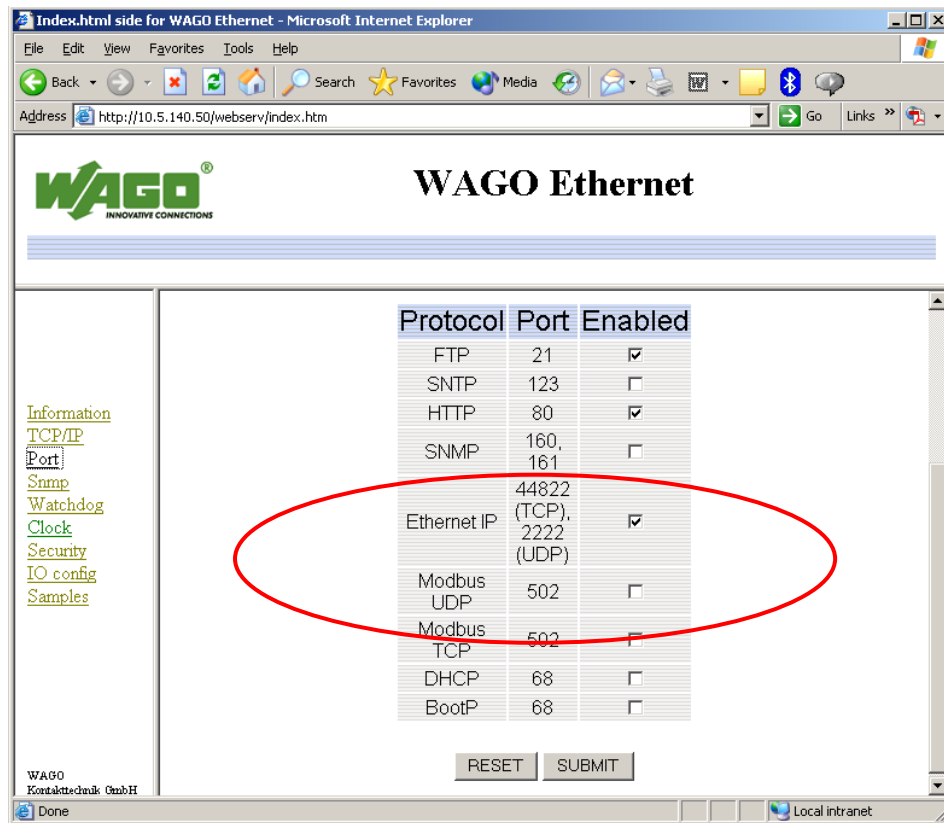 Index.html side for WAGO Ethernet - Microsoft Internet Explorer
File Edit View Favorites Tools Help
Back Search Favorites Media
Address http://10.5.140.50/webserv/index.htm Go Links »
WAGO®
INNOVATIVE CONNECTIONS
WAGO Ethernet
Information
TCP/IP
Port
Snmp
Watchdog
Clock
Security
IO config
Samples
WAGO
Kontakttechnik GmbH
Protocol Port Enabled
FTP 21
SNTP 123
HTTP 80
SNMP 160,
161
Ethernet IP 44822
(TCP),
2222
(UDP)
Modbus
UDP 502
Modbus
TCP 502
DHCP 68
BootP 68
RESET SUBMIT
Done Local intranet